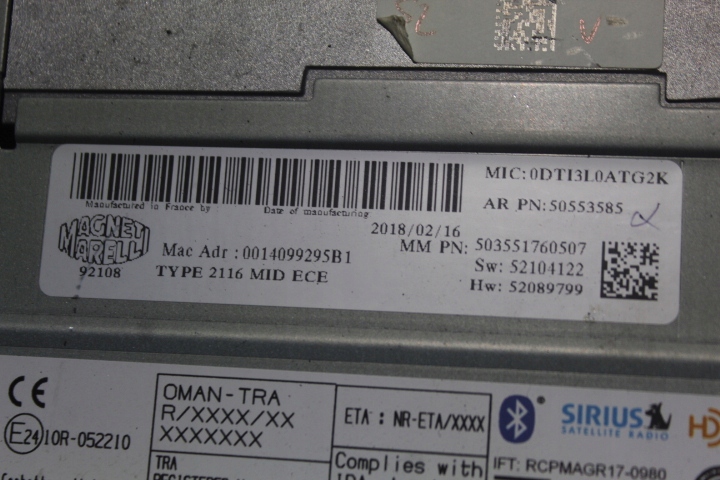 MIC: 0DTI3L0ATG2K
Manufactured in France by
Date of manufacturing
AR PN: 50553585
2018/02/16
MAGNETI MARELLI
92108
Mac Adr : 0014099295B1
TYPE 2116 MID ECE
MM PN: 503551760507
Sw: 52104122
Hw: 52089799
CE
E24 10R-052210
OMAN-TRA
R/XXXX/XX
XXXXXXX
TRA
ETA : NR-ETA/XXXX
Complies with
SIRIUS
SATELLITE RADIO
HD
IFT: RCPMAGR17-0980